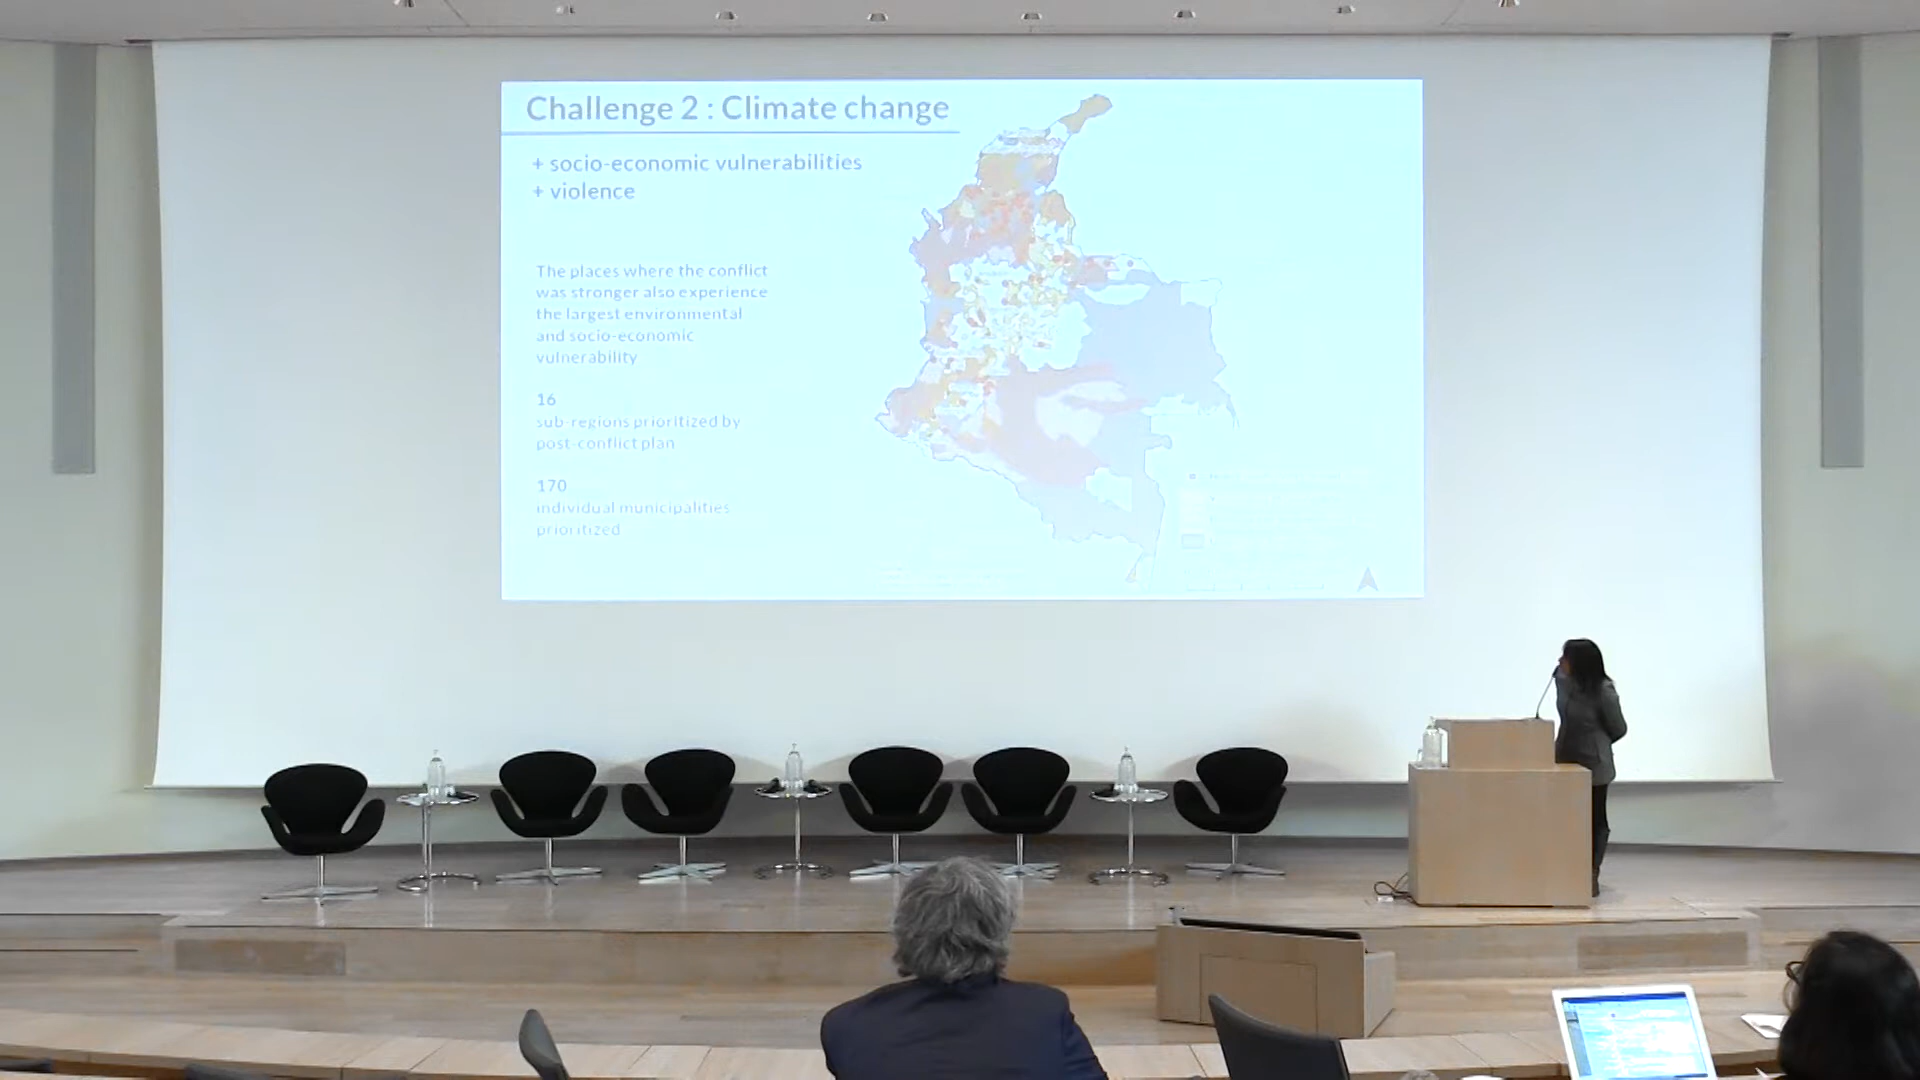 Challenge 2 : Climate change
+ socio-economic vulnerabilities
+ violence
The places where the conflict
was stronger also experience
the largest environmental
and socio-economic
vulnerability
16
sub-regions prioritized by
post-conflict plan
170
individual municipalities
prioritized